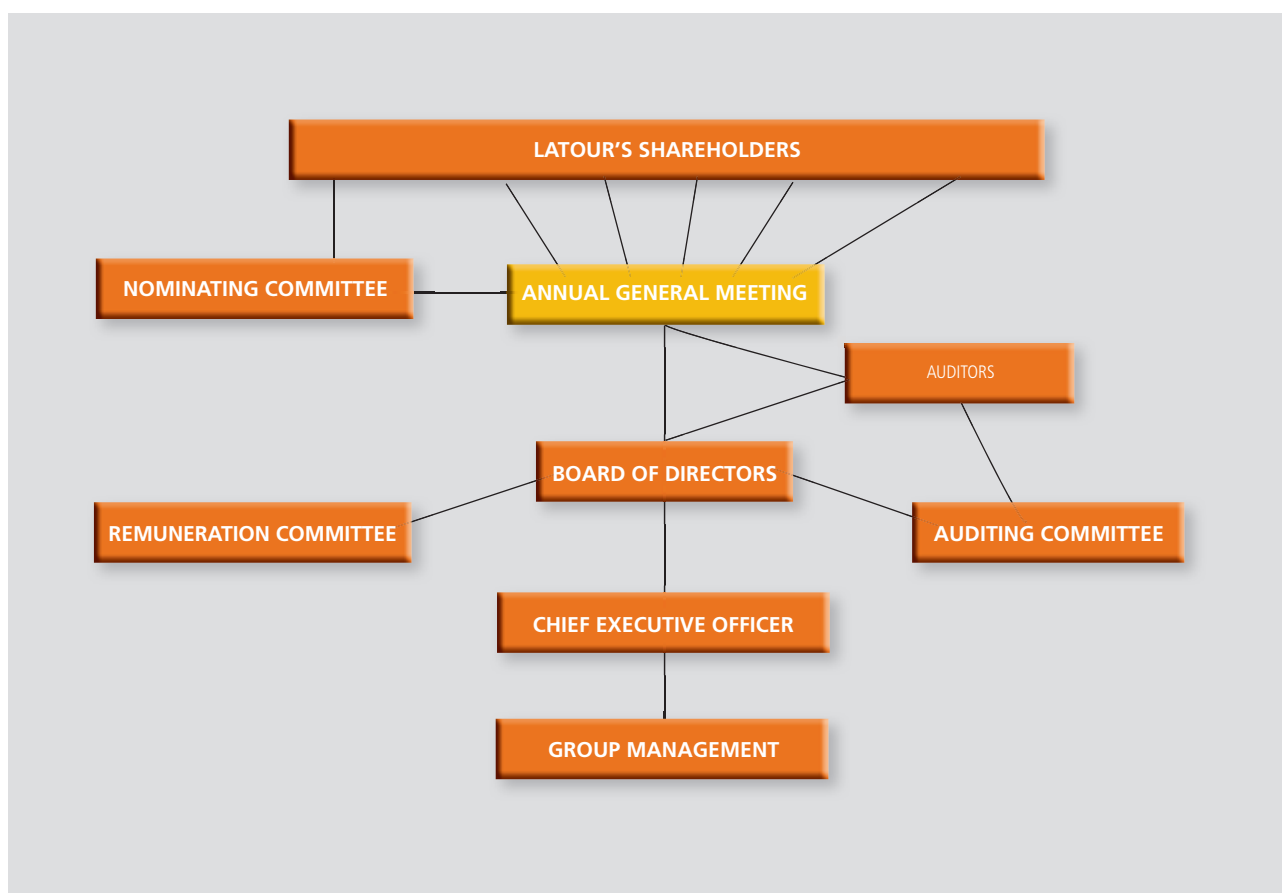 LATOUR’S SHAREHOLDERS
NOMINATING COMMITTEE
ANNUAL GENERAL MEETING
AUDITORS
BOARD OF DIRECTORS
REMUNERATION COMMITTEE
AUDITING COMMITTEE
CHIEF EXECUTIVE OFFICER
GROUP MANAGEMENT